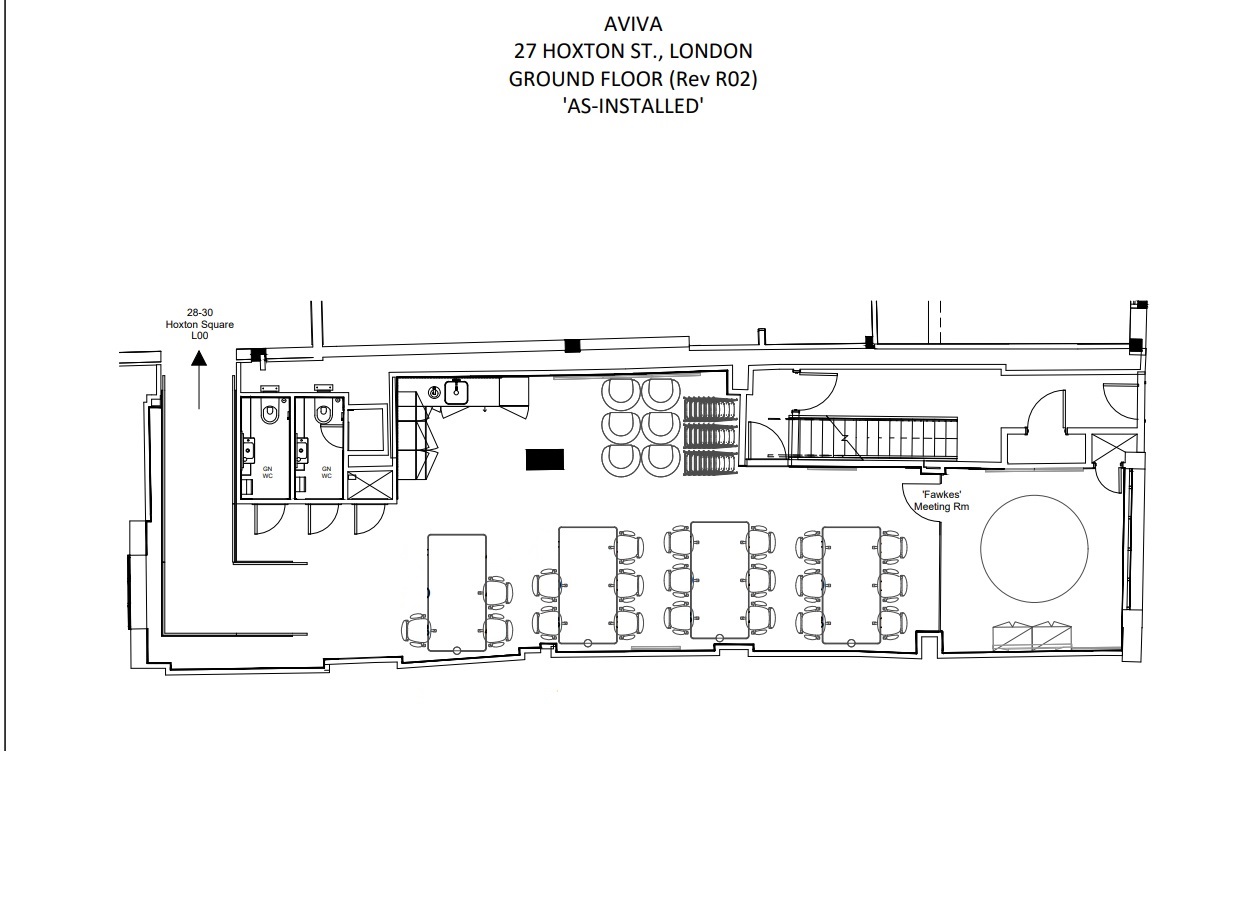 AVIVA
27 HOXTON ST., LONDON
GROUND FLOOR (Rev R02)
'AS-INSTALLED'
28-30
Hoxton Square
L00
GN
WC
GN
WC
'Fawkes'
Meeting Rm